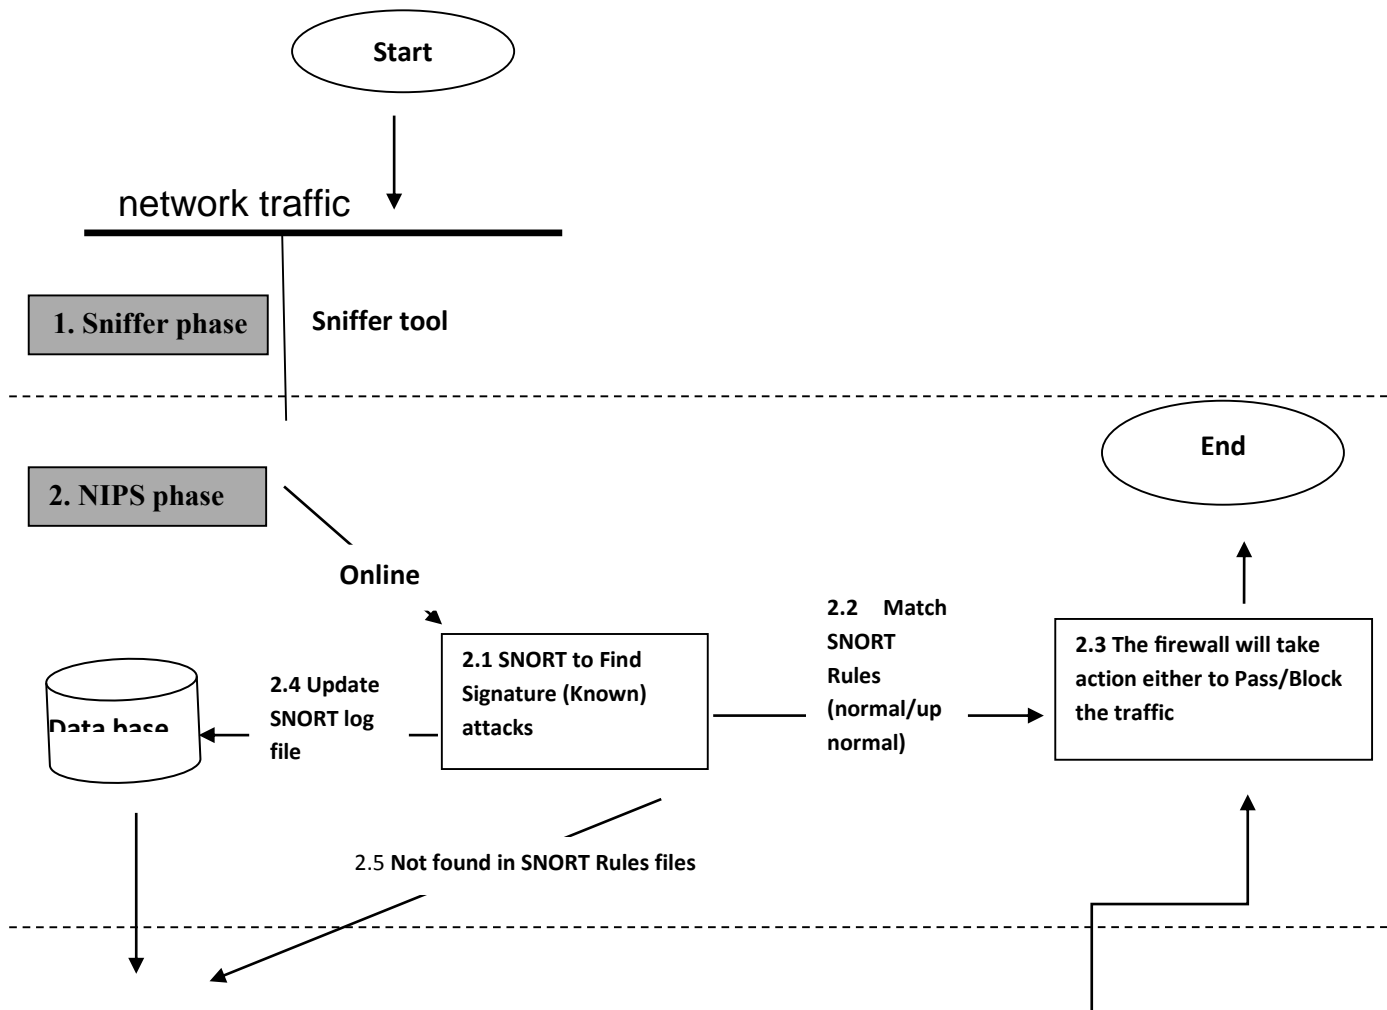 Start
network traffic
1. Sniffer phase
Sniffer tool
End
2. NIPS phase
Online
2.2 Match
SNORT
Rules
(normal/up
normal)
2.1 SNORT to Find
Signature (Known)
attacks
2.3 The firewall will take
action either to Pass/Block
the traffic
2.4 Update
SNORT log
file
Data base
2.5 Not found in SNORT Rules files